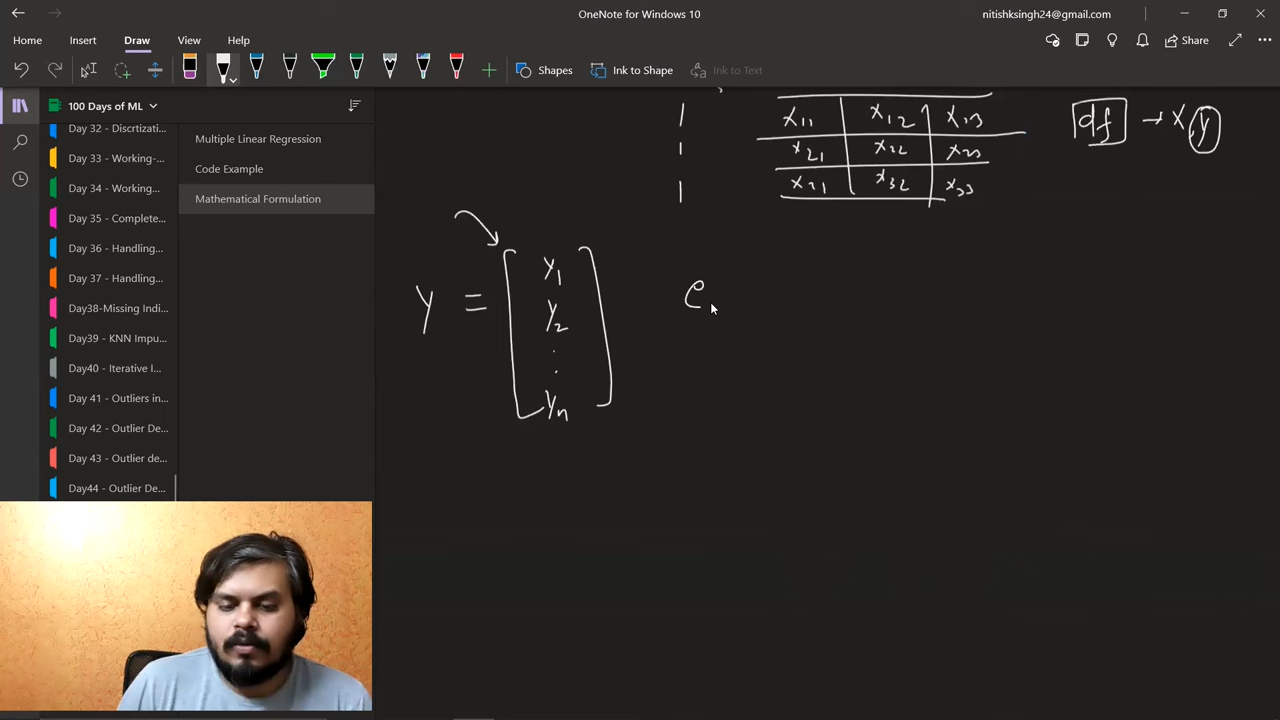 OneNote for Windows 10
nitishksingh24@gmail.com
Home
Insert
Draw
View
Help
Share
Shapes
Ink to Shape
Ink to Text
100 Days of ML
Day 32 - Discrtizatio...
Day 33 - Working-...
Day 34 - Working...
Day 35 - Complete...
Day 36 - Handling...
Day 37 - Handling...
Day38-Missing Indi...
Day39 - KNN Impu...
Day40 - Iterative I...
Day 41 - Outliers in...
Day 42 - Outlier De...
Day 43 - Outlier de...
Day44 - Outlier De...
Multiple Linear Regression
Code Example
Mathematical Formulation
1 x11 x12 x13
1 x21 x22 x23
1 x31 x32 x33
df → X, y
y = [ y1
y2
.
.
yn ]
e